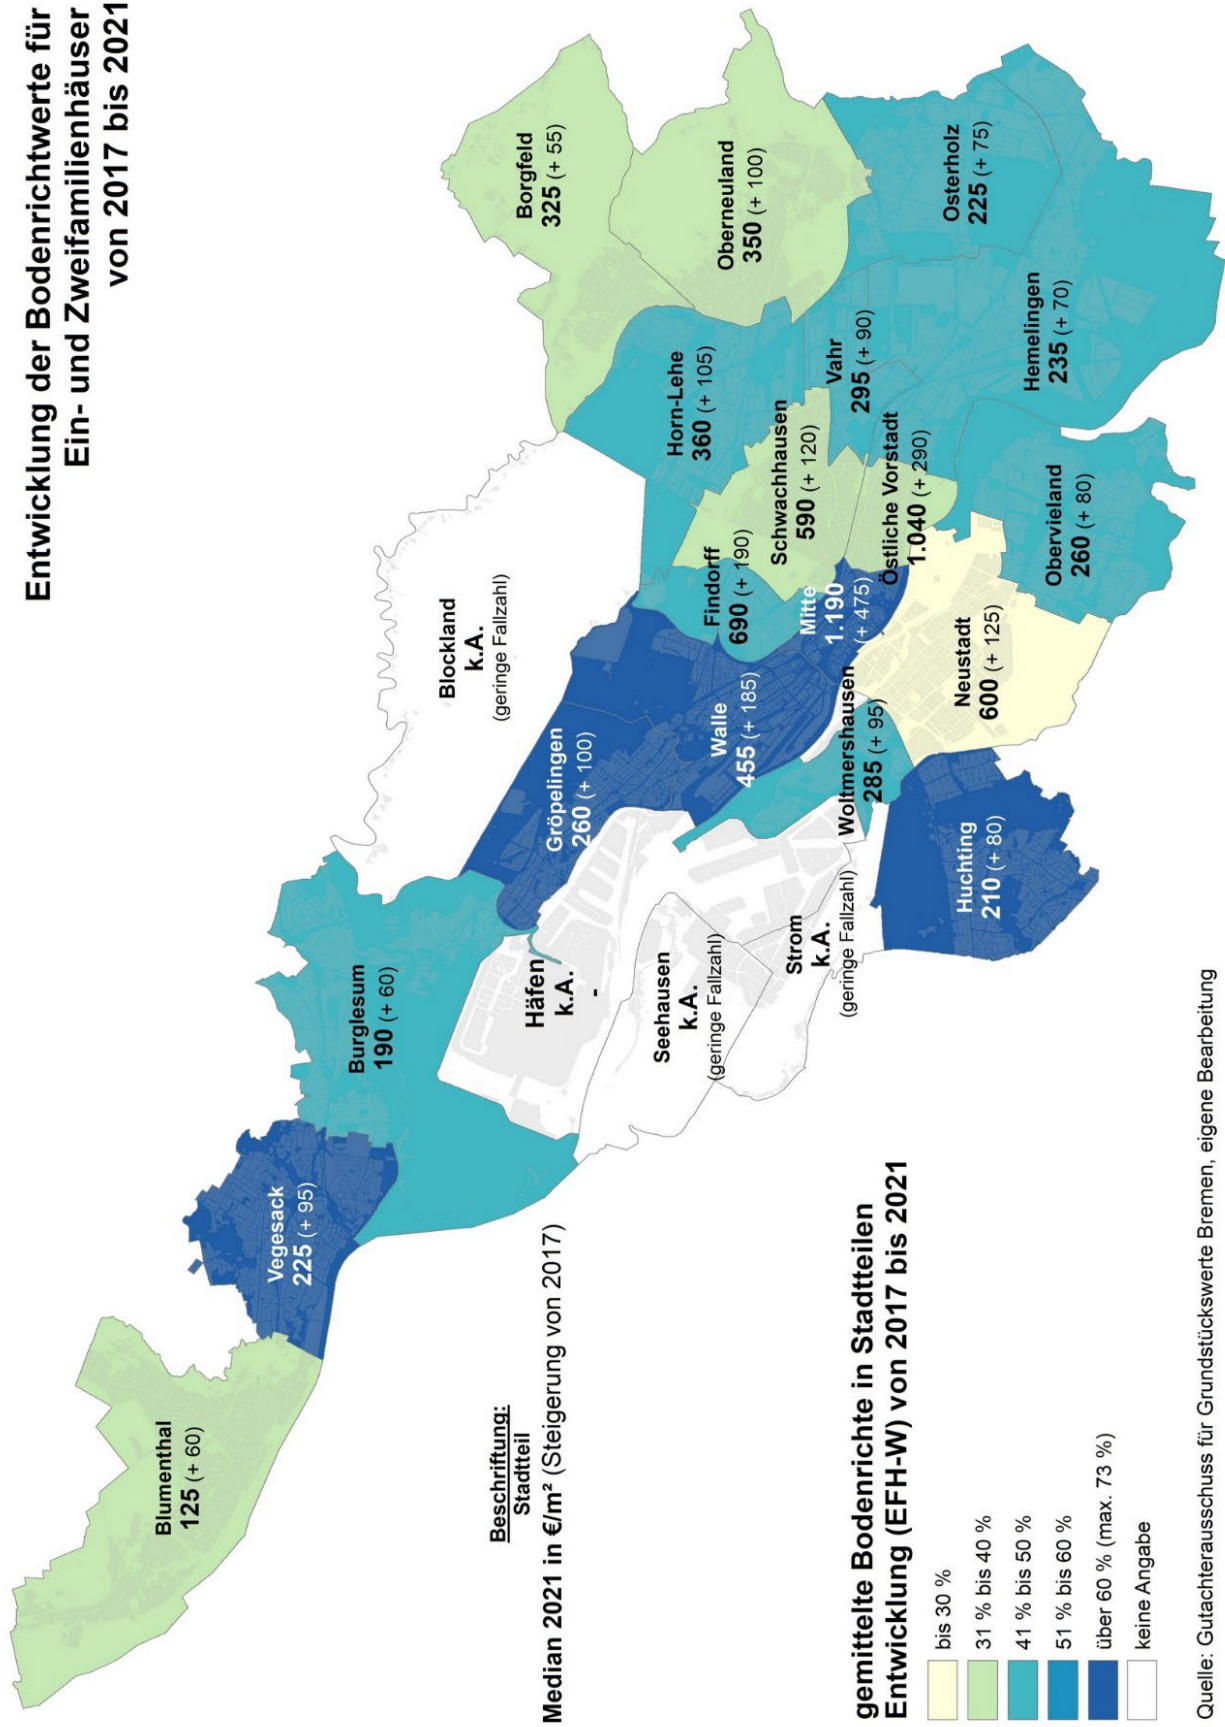 Entwicklung der Bodenrichtwerte für
Ein- und Zweifamilienhäuser
von 2017 bis 2021
Blumenthal
125 (+ 60)
Vegesack
225 (+ 95)
Burglesum
190 (+ 60)
Blockland
k.A.
(geringe Fallzahl)
Borgfeld
325 (+ 55)
Oberneuland
350 (+ 100)
Horn-Lehe
360 (+ 105)
Gröpelingen
260 (+ 100)
Häfen
k.A.
-
Walle
455 (+ 185)
Findorff
690 (+ 190)
Schwachhausen
590 (+ 120)
Vahr
295 (+ 90)
Osterholz
225 (+ 75)
Mitte
1.190
(+ 475)
Östliche Vorstadt
1.040 (+ 290)
Hemelingen
235 (+ 70)
Seehausen
k.A.
(geringe Fallzahl)
Strom
k.A.
(geringe Fallzahl)
Woltmershausen
285 (+ 95)
Neustadt
600 (+ 125)
Obervieland
260 (+ 80)
Huchting
210 (+ 80)
Beschriftung:
Stadtteil
Median 2021 in €/m² (Steigerung von 2017)
gemittelte Bodenrichte in Stadtteilen
Entwicklung (EFH-W) von 2017 bis 2021
bis 30 %
31 % bis 40 %
41 % bis 50 %
51 % bis 60 %
über 60 % (max. 73 %)
keine Angabe
Quelle: Gutachterausschuss für Grundstückswerte Bremen, eigene Bearbeitung